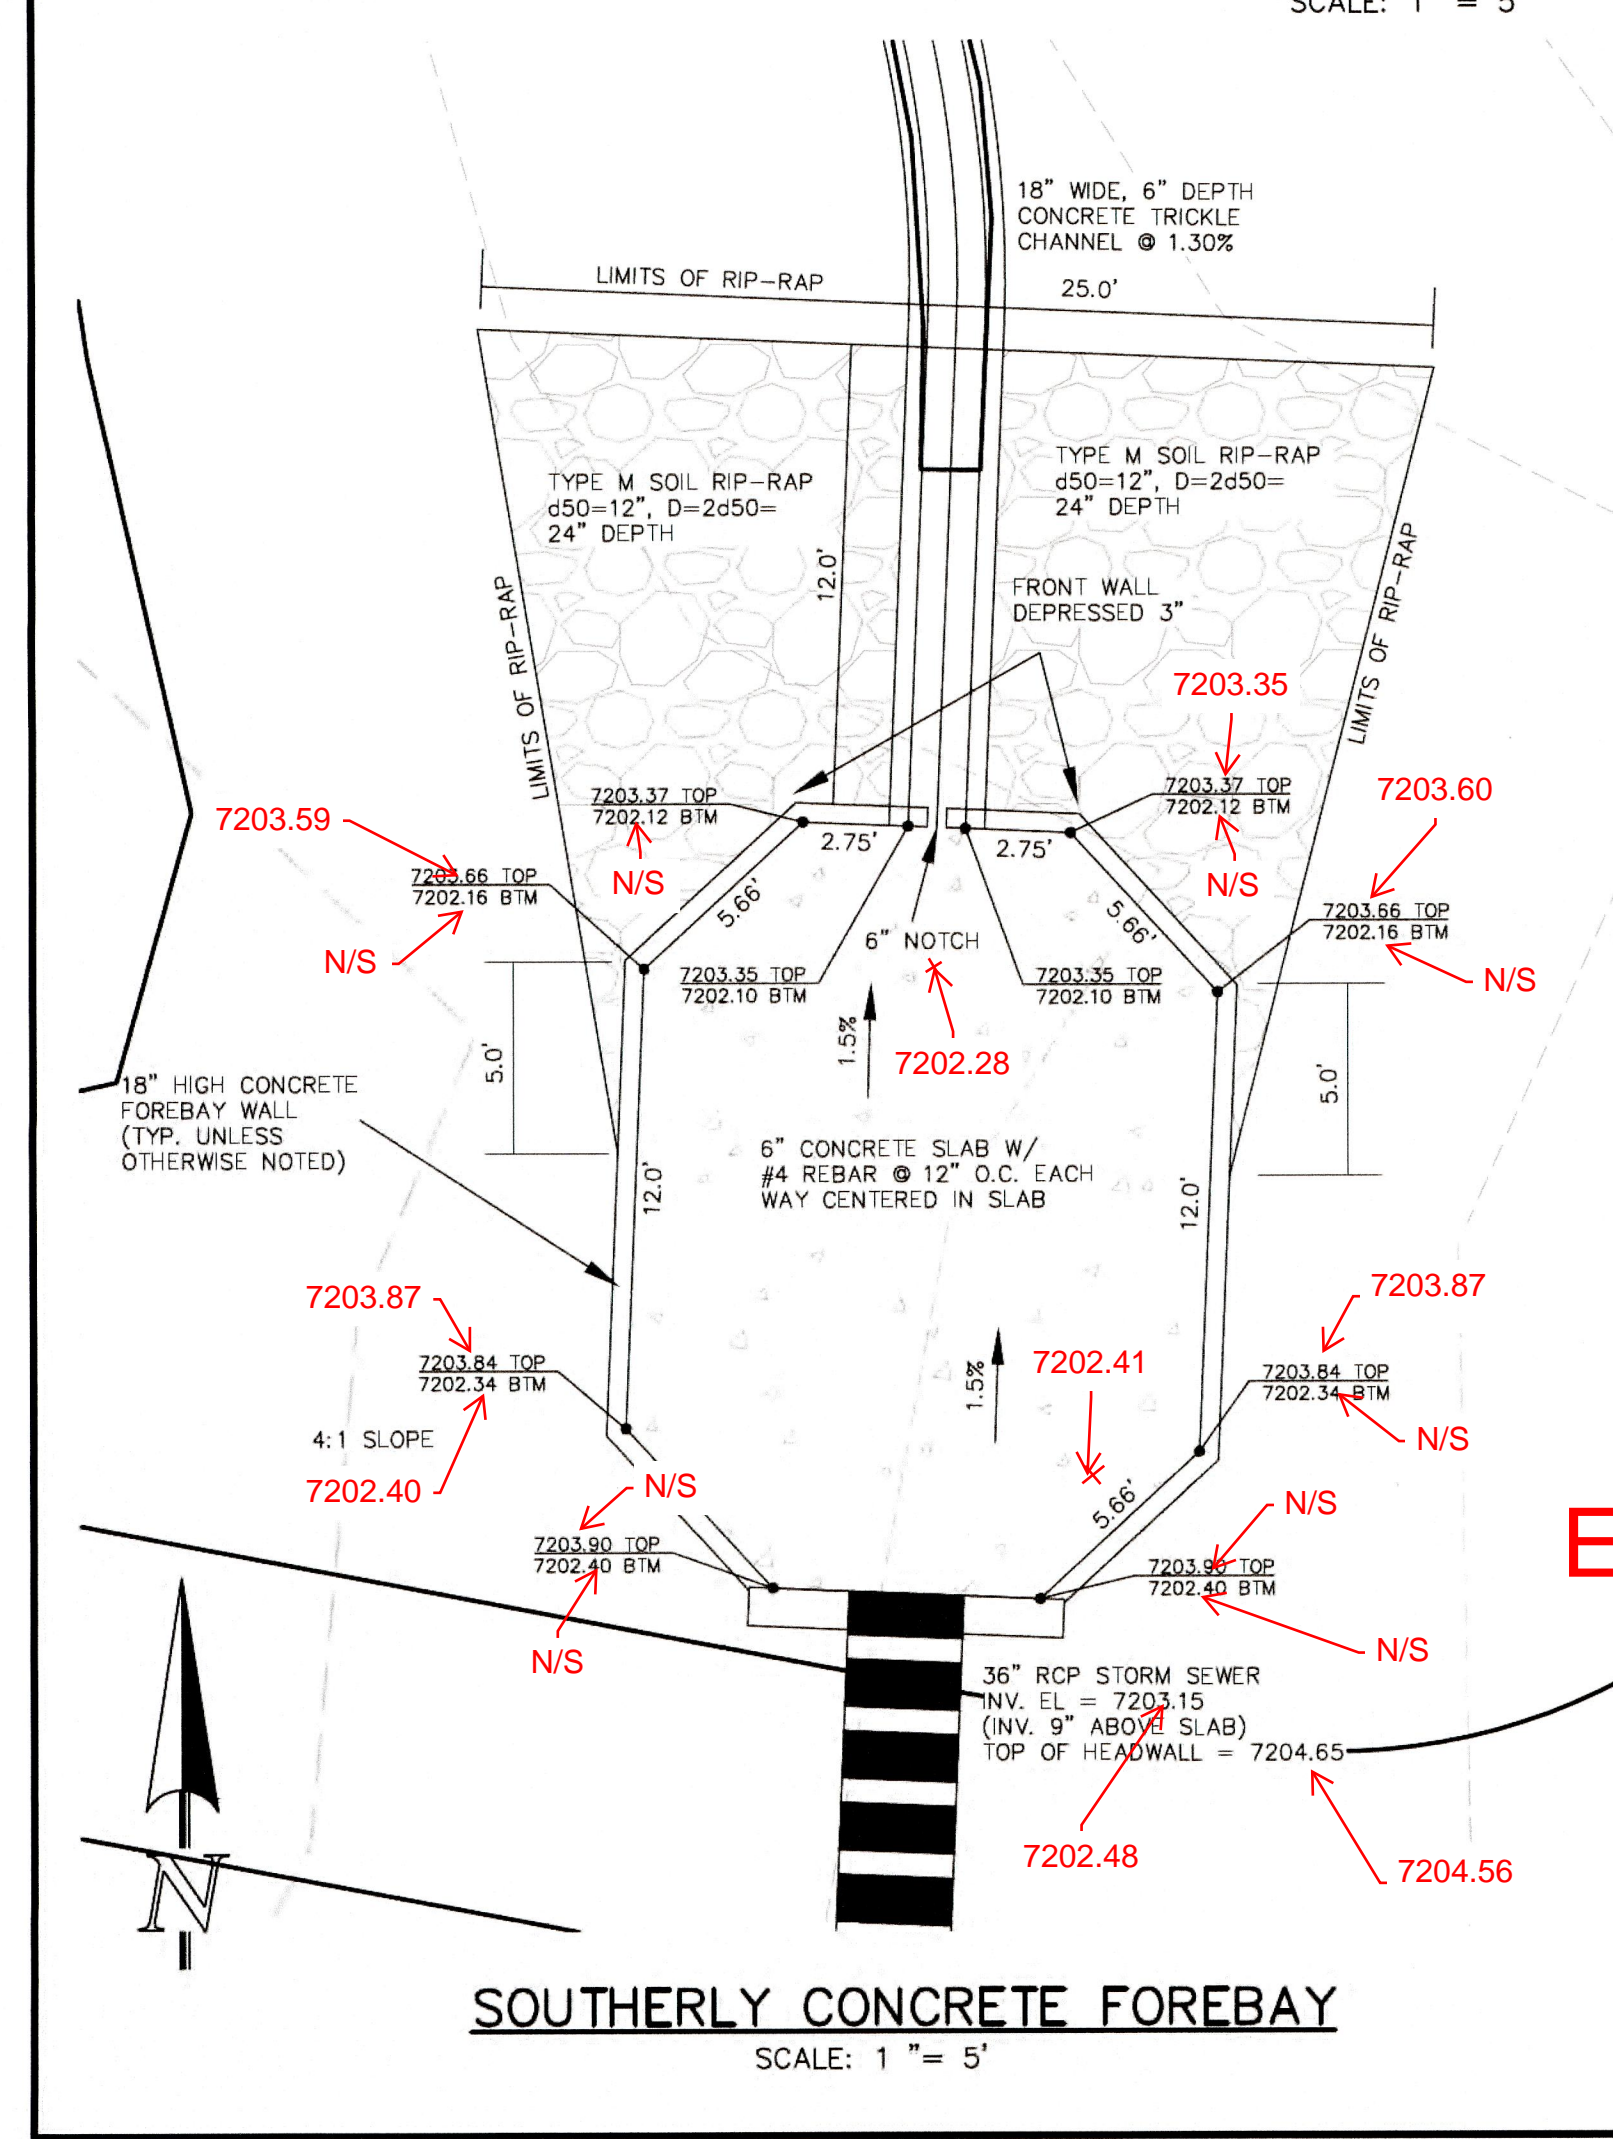 SCALE: 1 "= 5'
18" WIDE, 6" DEPTH
CONCRETE TRICKLE
CHANNEL @ 1.30%
LIMITS OF RIP-RAP
25.0'
TYPE M SOIL RIP-RAP
d50=12", D=2d50=
24" DEPTH
TYPE M SOIL RIP-RAP
d50=12", D=2d50=
24" DEPTH
12.0'
LIMITS OF RIP-RAP
LIMITS OF RIP-RAP
FRONT WALL
DEPRESSED 3"
7203.35
7203.37 TOP
7202.12 BTM
7203.37 TOP
7202.12 BTM
7203.60
7203.59
2.75'
2.75'
N/S
N/S
7203.66 TOP
7202.16 BTM
5.66'
5.66'
7203.66 TOP
7202.16 BTM
6" NOTCH
N/S
N/S
7203.35 TOP
7202.10 BTM
7203.35 TOP
7202.10 BTM
1.5%
7202.28
5.0'
5.0'
18" HIGH CONCRETE
FOREBAY WALL
(TYP. UNLESS
OTHERWISE NOTED)
6" CONCRETE SLAB W/
#4 REBAR @ 12" O.C. EACH
WAY CENTERED IN SLAB
12.0'
12.0'
7203.87
7203.87
7203.84 TOP
7202.34 BTM
1.5%
7202.41
7203.84 TOP
7202.34 BTM
4:1 SLOPE
N/S
7202.40
N/S
5.66'
N/S
E
7203.90 TOP
7202.40 BTM
7203.90 TOP
7202.40 BTM
N/S
N/S
36" RCP STORM SEWER
INV. EL = 7203.15
(INV. 9" ABOVE SLAB)
TOP OF HEADWALL = 7204.65
7202.48
7204.56
N
SOUTHERLY CONCRETE FOREBAY
SCALE: 1 "= 5'